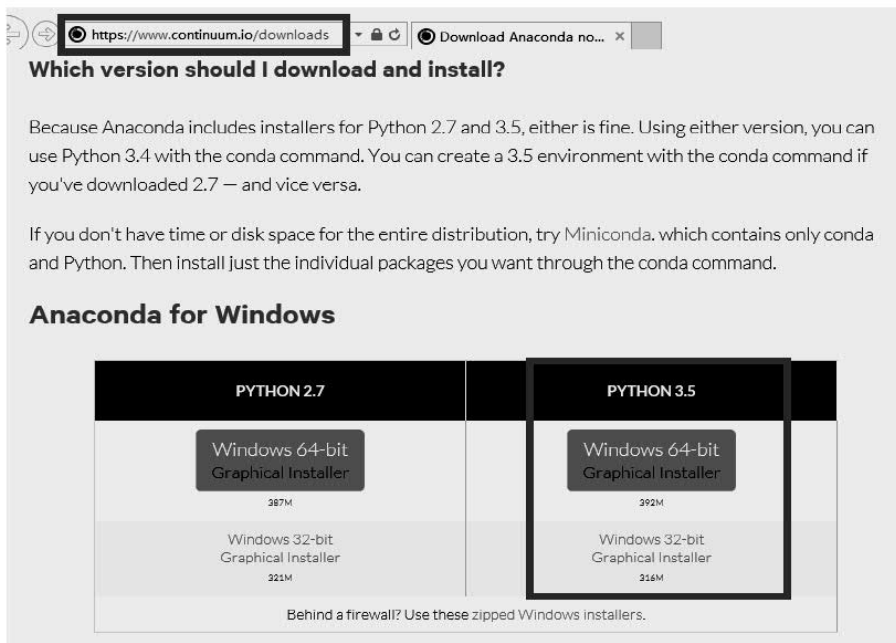 https://www.continuum.io/downloads
Download Anaconda no...
Which version should I download and install?
Because Anaconda includes installers for Python 2.7 and 3.5, either is fine. Using either version, you can
use Python 3.4 with the conda command. You can create a 3.5 environment with the conda command if
you've downloaded 2.7 — and vice versa.
If you don't have time or disk space for the entire distribution, try Miniconda. which contains only conda
and Python. Then install just the individual packages you want through the conda command.
Anaconda for Windows
PYTHON 2.7
PYTHON 3.5
Windows 64-bit
Graphical Installer
387M
Windows 64-bit
Graphical Installer
392M
Windows 32-bit
Graphical Installer
321M
Windows 32-bit
Graphical Installer
316M
Behind a firewall? Use these zipped Windows installers.